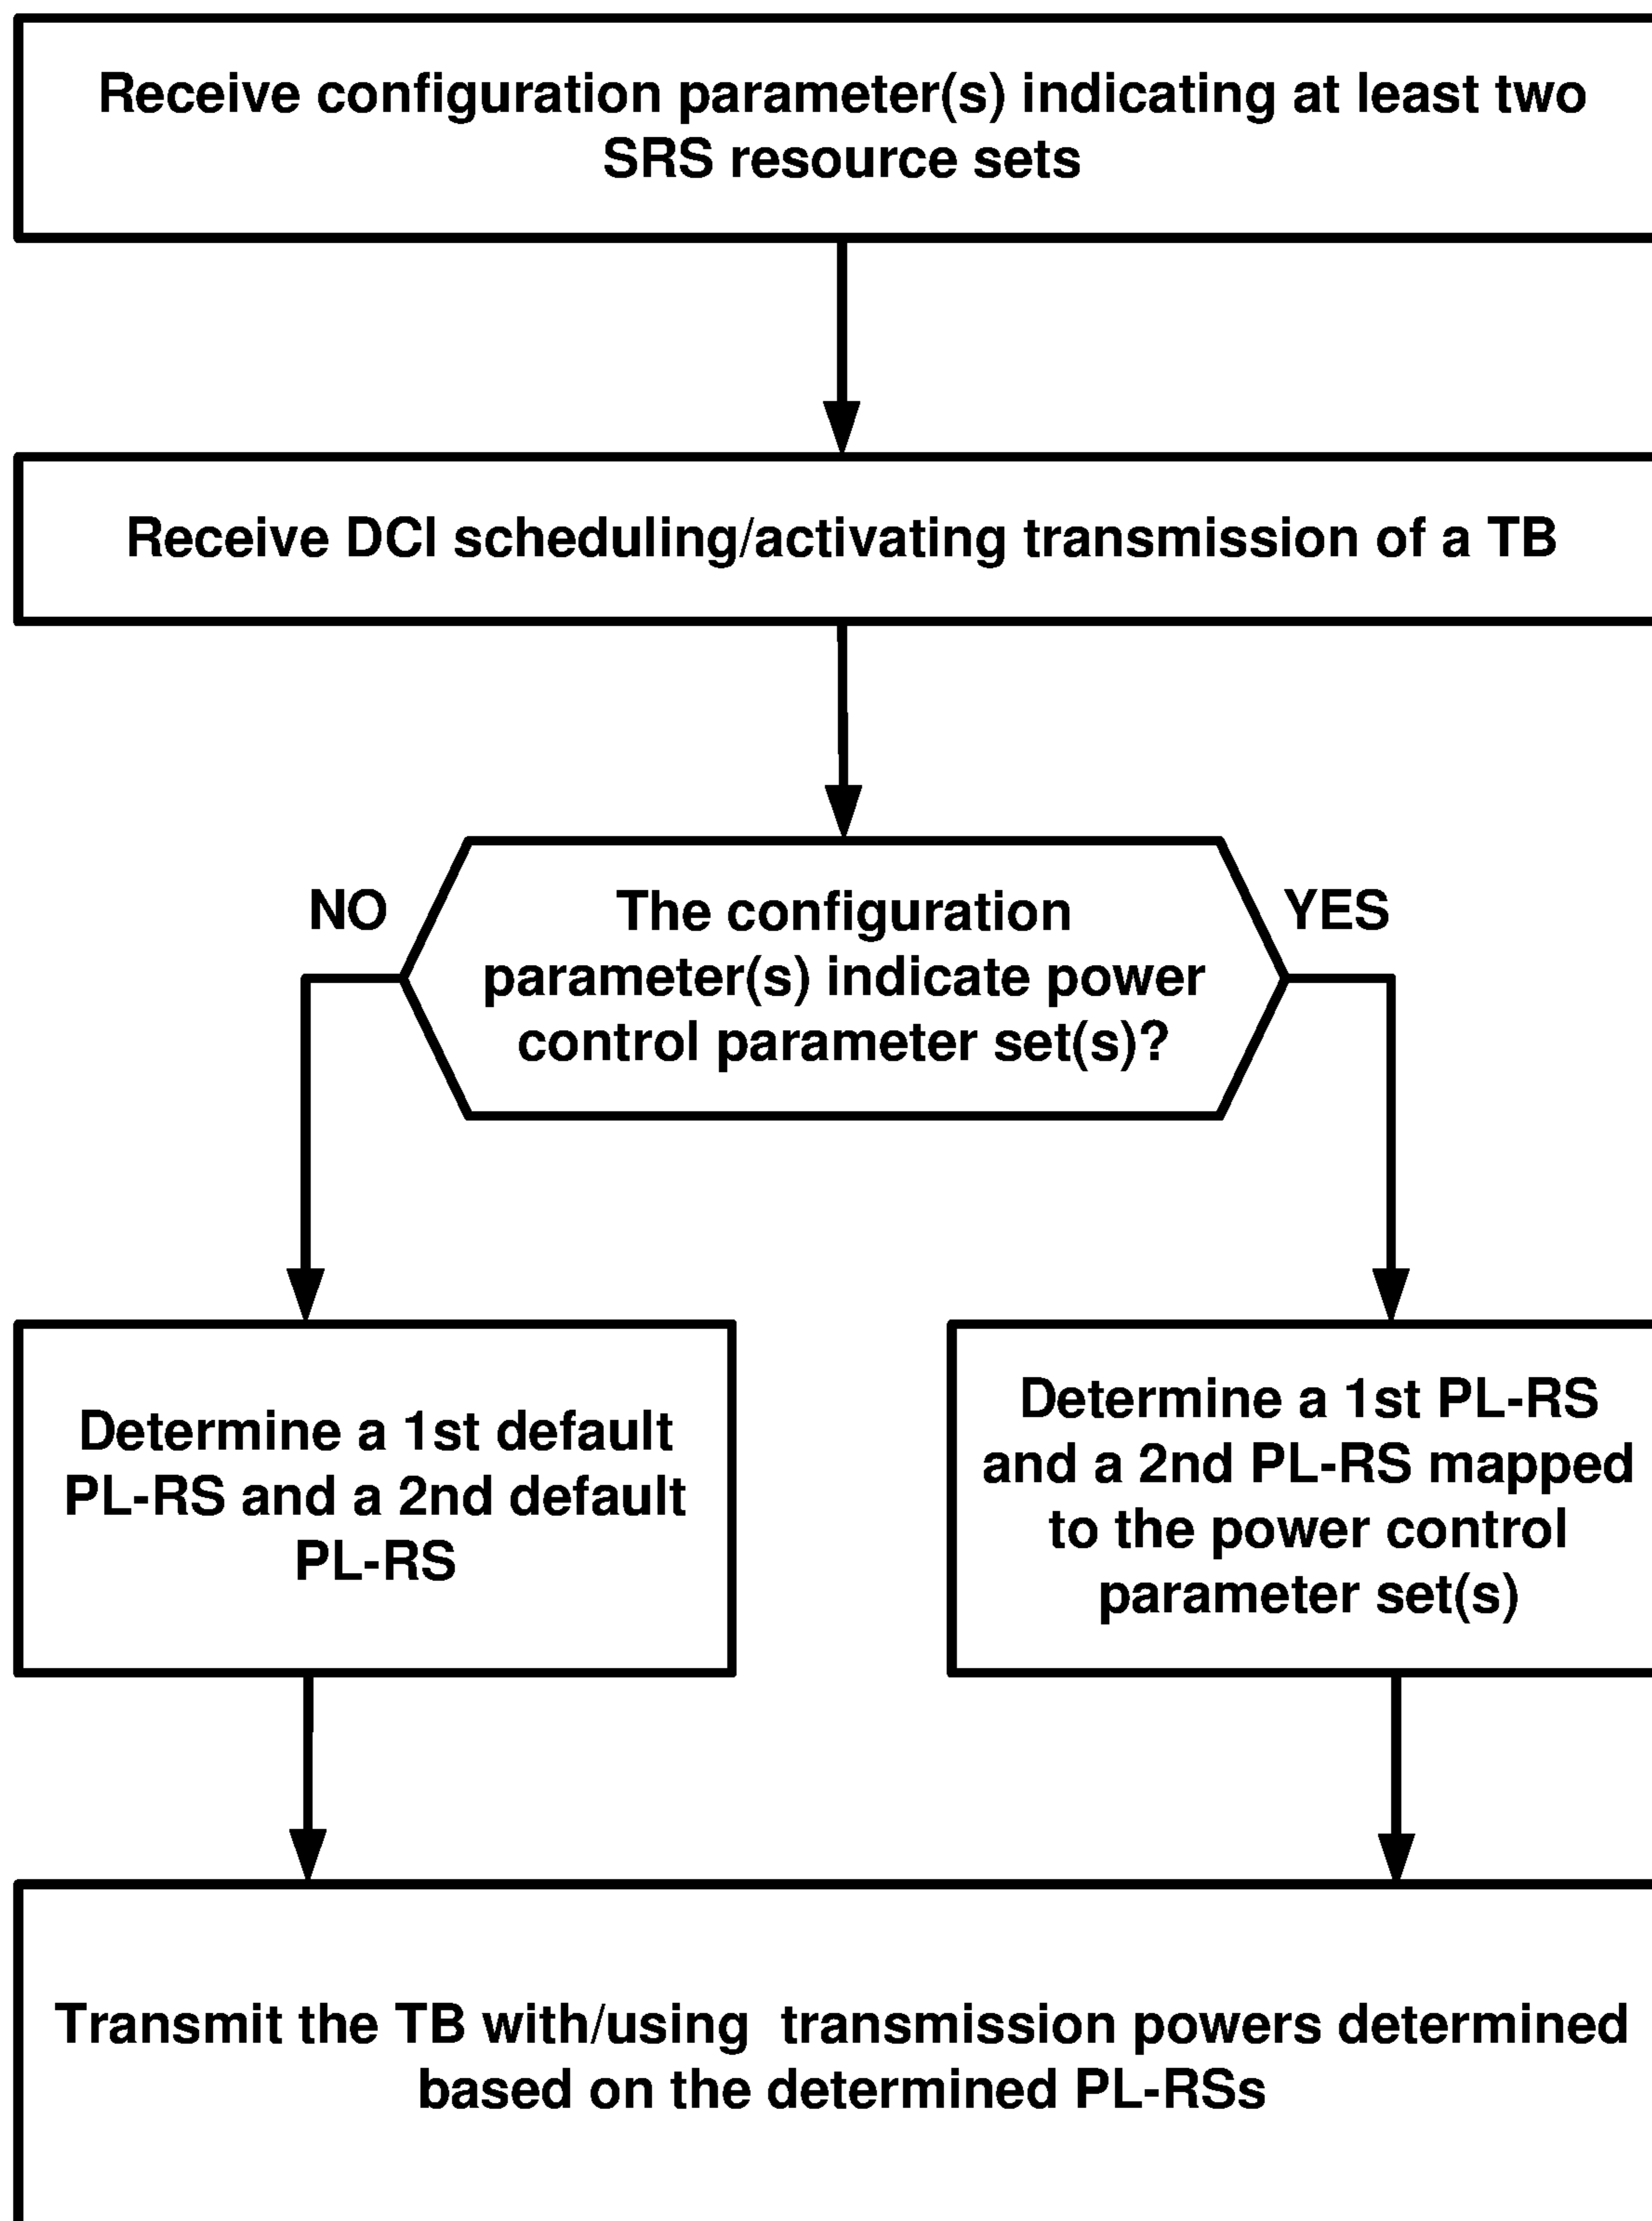 Receive configuration parameter(s) indicating at least two
SRS resource sets
Receive DCI scheduling/activating transmission of a TB
NO
The configuration
parameter(s) indicate power
control parameter set(s)?
YES
Determine a 1st default
PL-RS and a 2nd default
PL-RS
Determine a 1st PL-RS
and a 2nd PL-RS mapped
to the power control
parameter set(s)
Transmit the TB with/using  transmission powers determined
based on the determined PL-RSs